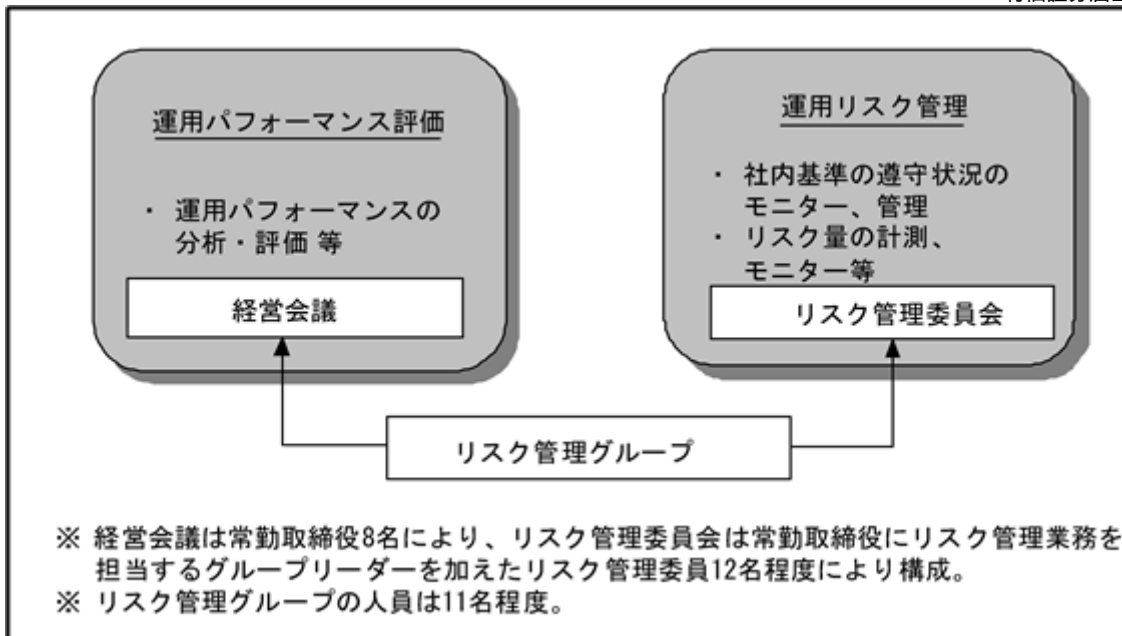 運用パフォーマンス評価
・ 運用パフォーマンスの
分析・評価 等
経営会議
運用リスク管理
・ 社内基準の遵守状況の
モニター、管理
・ リスク量の計測、
モニター等
リスク管理委員会
リスク管理グループ
※ 経営会議は常勤取締役8名により、リスク管理委員会は常勤取締役にリスク管理業務を
担当するグループリーダーを加えたリスク管理委員12名程度により構成。
※ リスク管理グループの人員は11名程度。